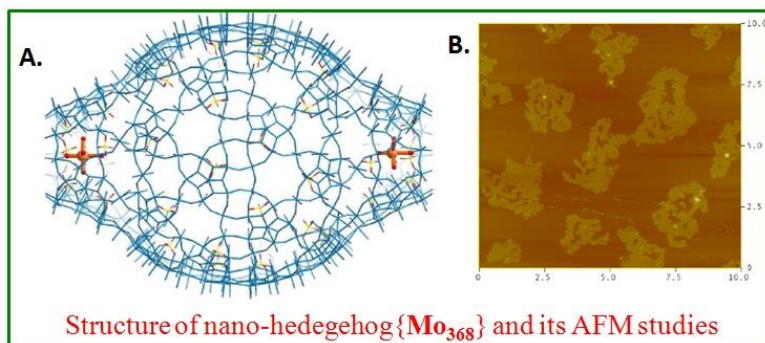 A.
B.
10.0
7.5
5.0
2.5
0
0 2.5 5.0 7.5 10.0
Structure of nano-hedegehog {Mo₃₆₈} and its AFM studies